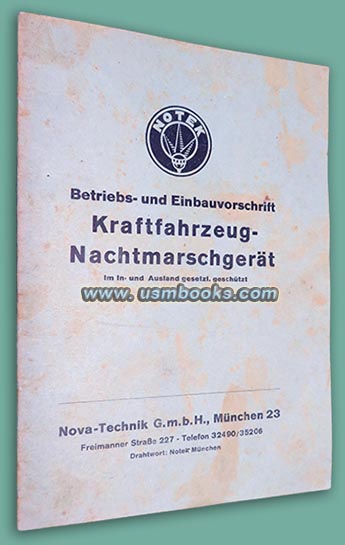 NOTEK
Betriebs- und Einbauvorschrift
Kraftfahrzeug-
Nachtmarschgerät
Im In- und Ausland gesetzl. geschützt
www.usmbooks.com
Nova-Technik G.m.b.H., München 23
Freimanner Straße 227 - Telefon 32490/35206
Drahtwort: Notek München